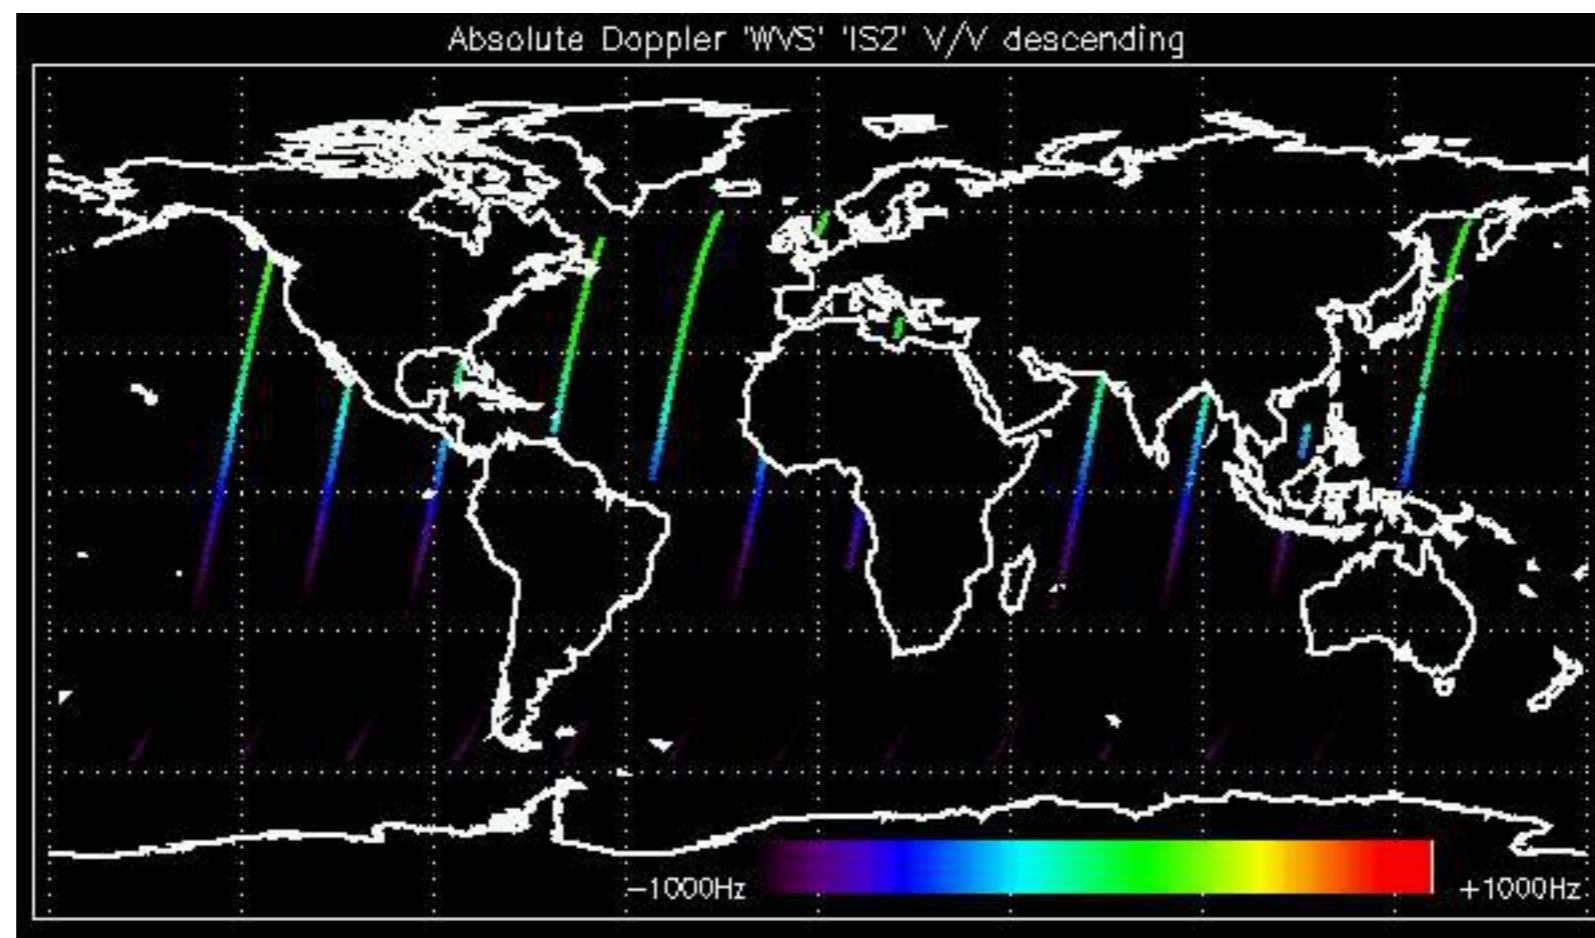 Absolute Doppler 'WVS' 'IS2' V/V descending
−1000Hz
+1000Hz